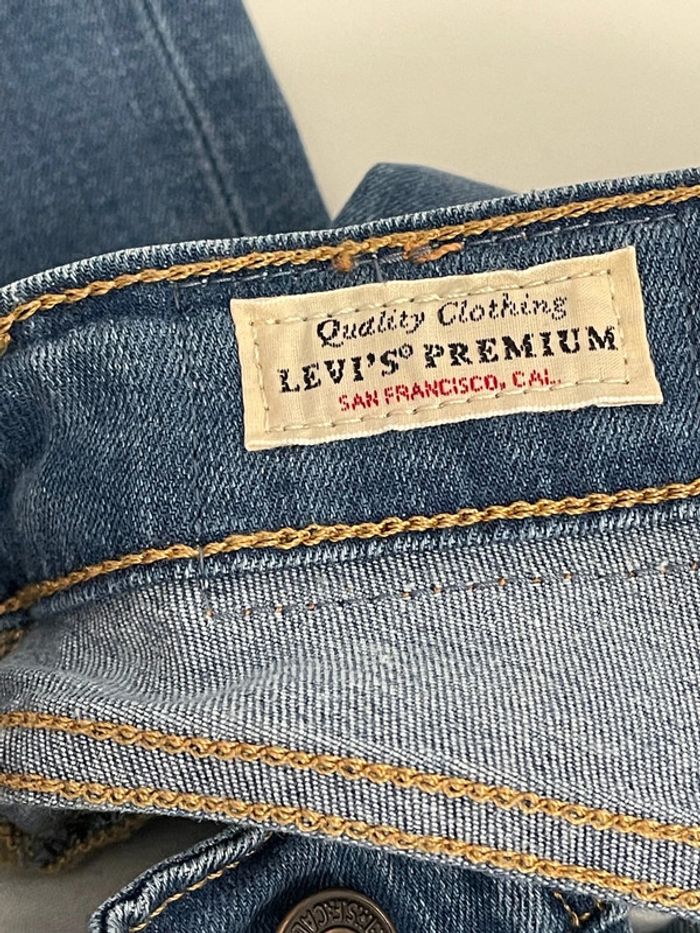 Quality Clothing
LEVI'S® PREMIUM
SAN FRANCISCO, CAL.